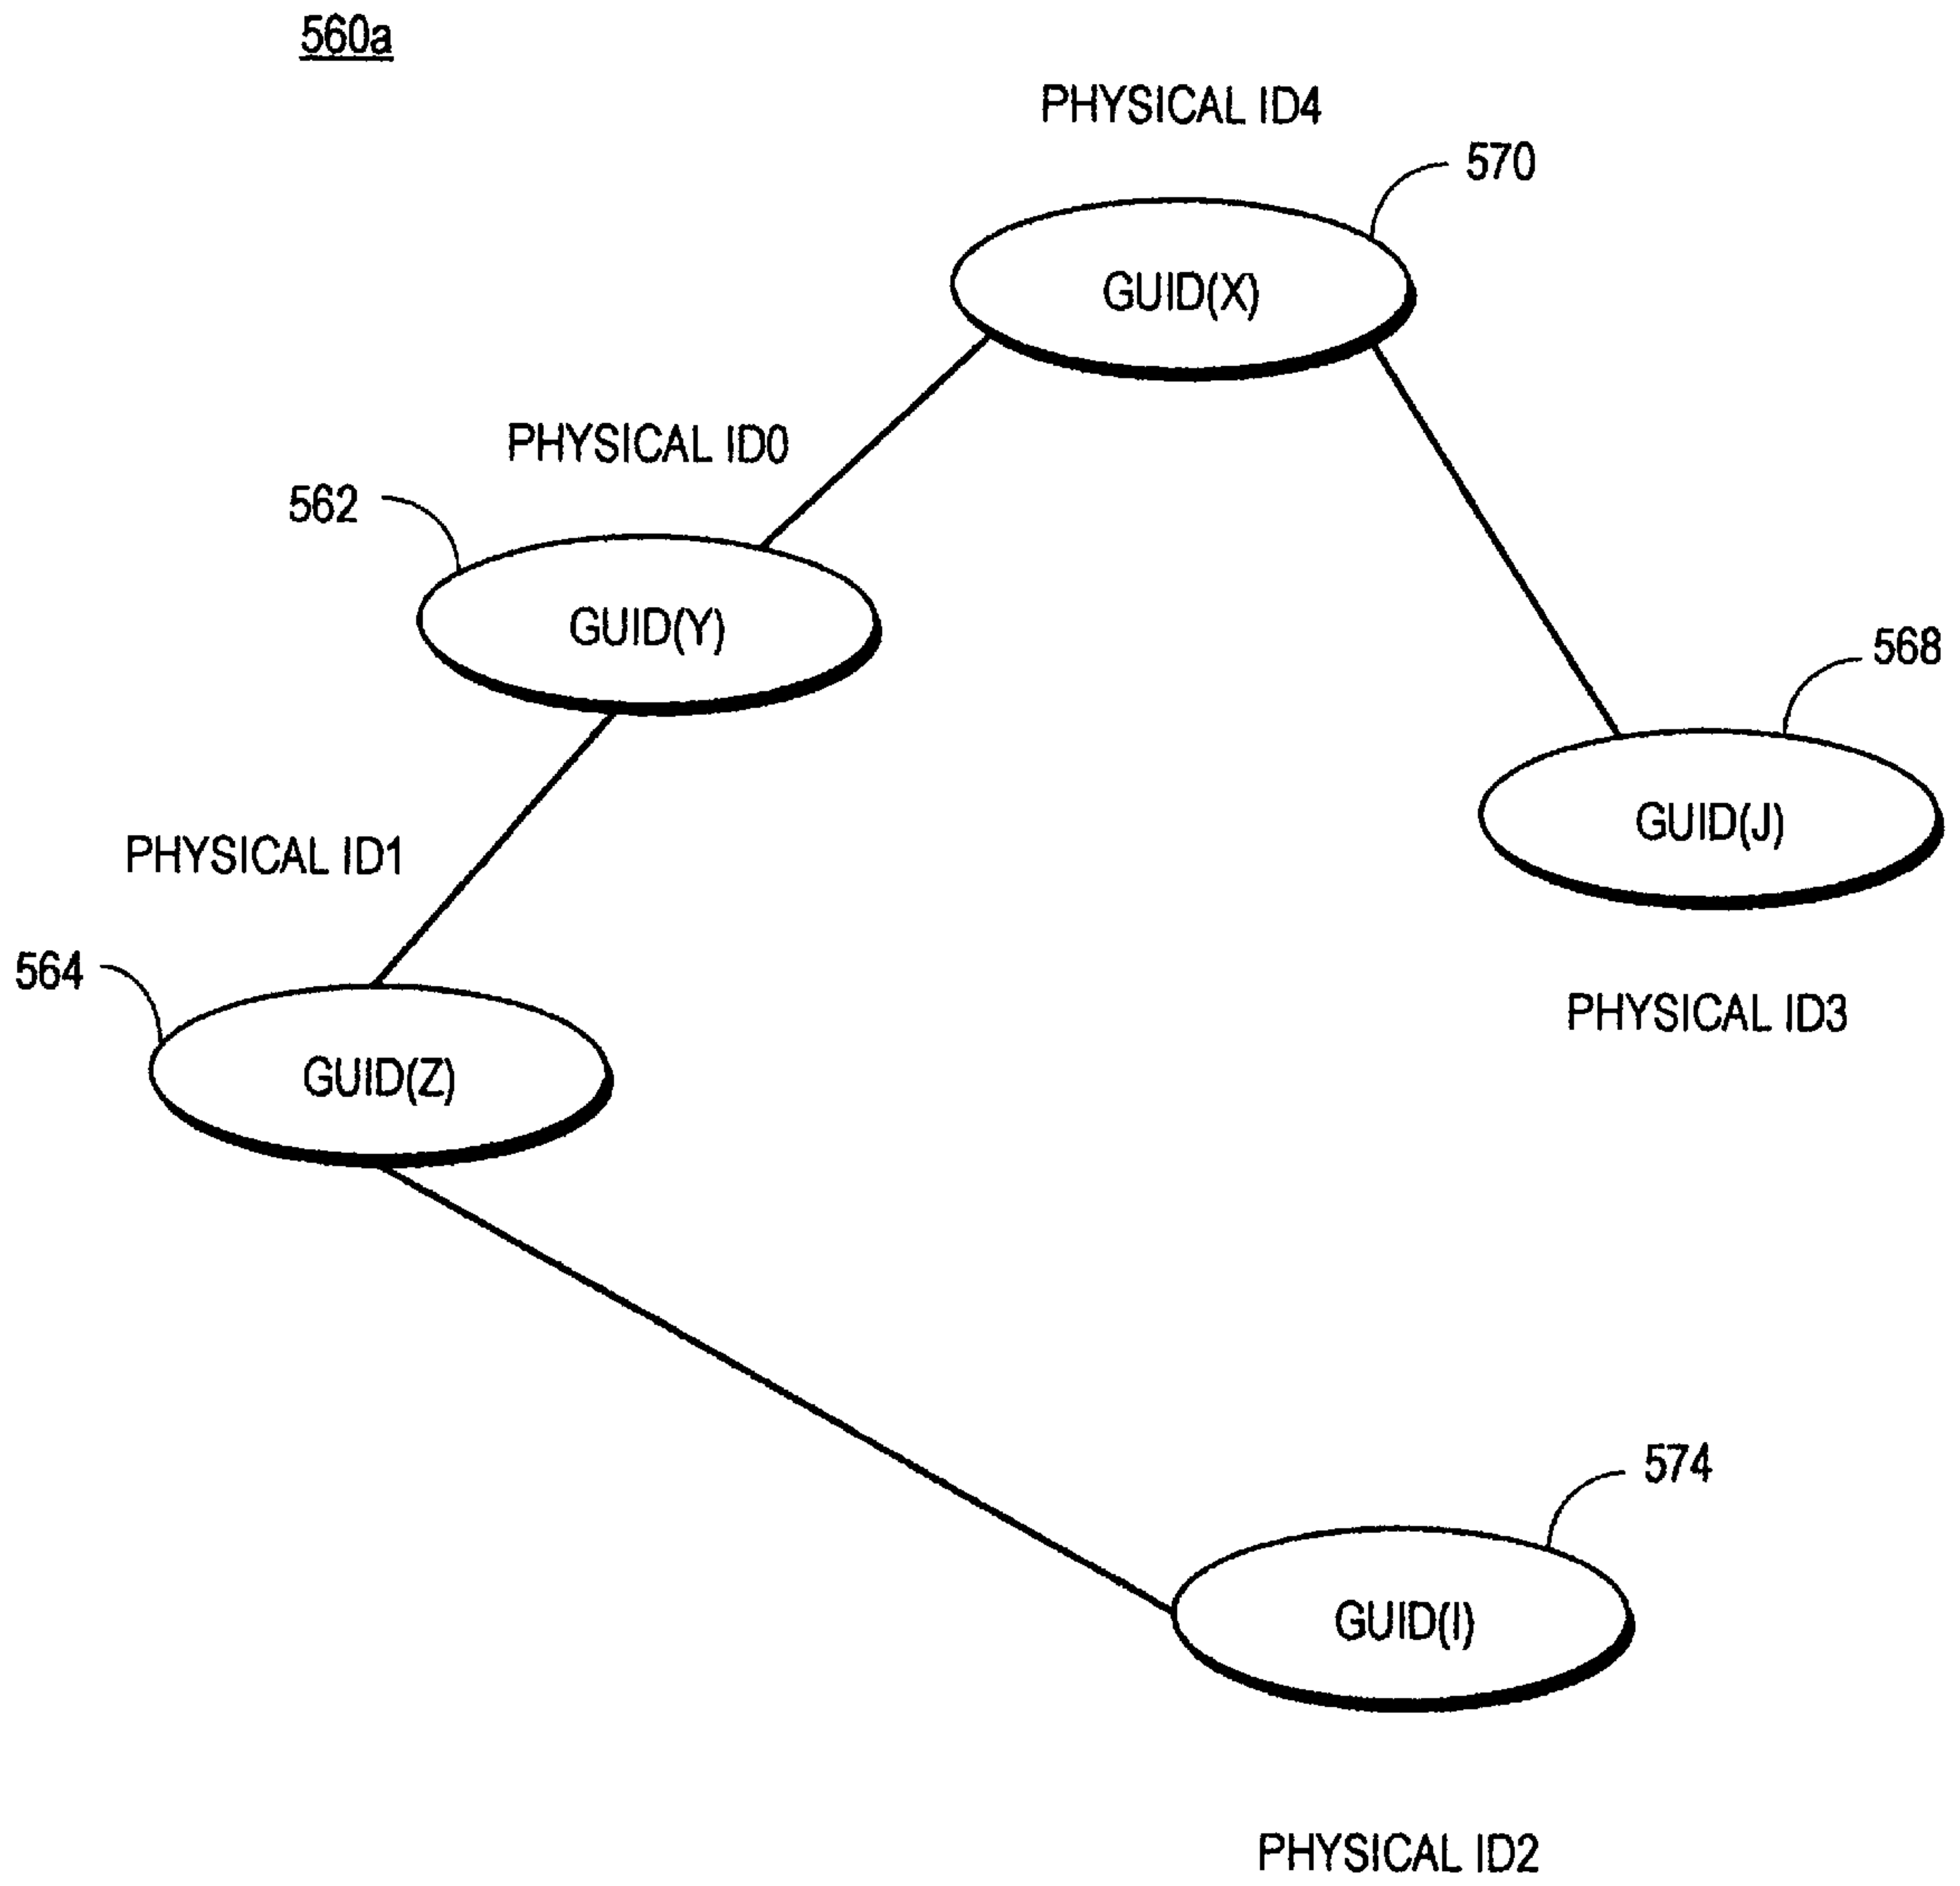 560a
PHYSICAL ID4
570
GUID(X)
PHYSICAL ID0
562
GUID(Y)
568
GUID(J)
PHYSICAL ID1
564
GUID(Z)
PHYSICAL ID3
574
GUID(I)
PHYSICAL ID2